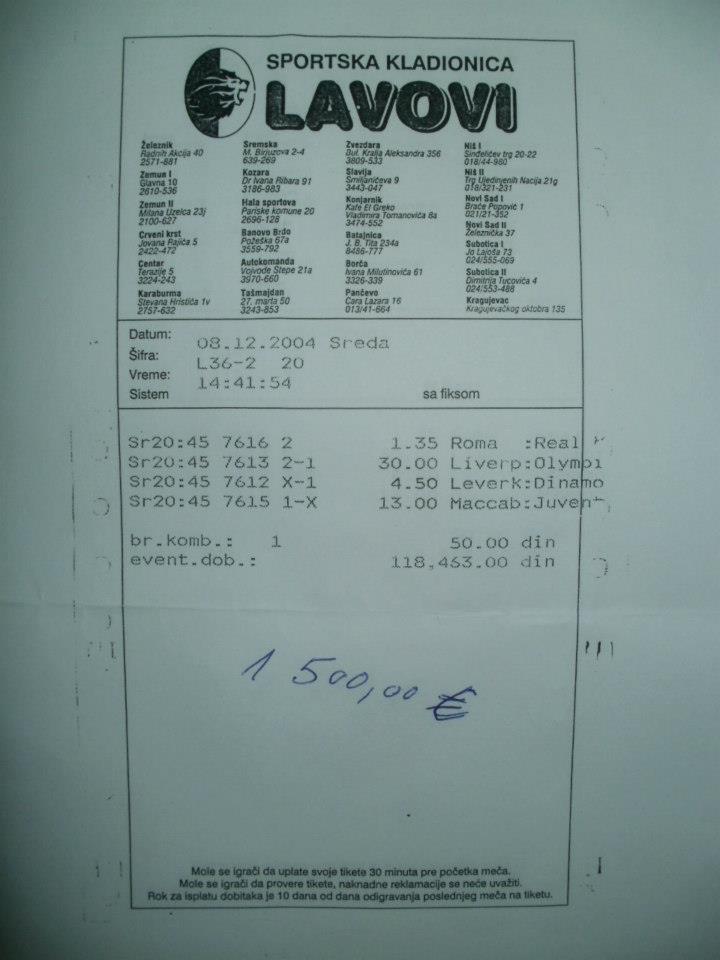 SPORTSKA KLADIONICA
LAVOVI
Železnik
Radnih Akcija 40
2571-881
Zemun I
Glavna 10
2610-536
Zemun II
Milana Uzelca 23j
2100-627
Crveni krst
Jovana Rajića 5
2422-472
Centar
Terazije 5
3224-243
Karaburma
Stevana Hristića 1v
2757-632
Sremska
M. Birjuzova 2-4
639-269
Kozara
Dr Ivana Ribara 91
3186-983
Hala sportova
Pariske komune 20
2696-128
Banovo Brdo
Požeška 67a
3559-792
Autokomanda
Vojvode Stepe 21a
3970-660
Tašmajdan
27. marta 50
3243-853
Zvezdara
Bul. Kralja Aleksandra 356
3809-533
Slavija
Smiljanićeva 9
3443-047
Konjarnik
Kafe El Greko
Vladimira Tomanovića 8a
3474-552
Batajnica
J. B. Tita 234a
8486-777
Borča
Ivana Milutinovića 61
3326-339
Pančevo
Cara Lazara 16
013/41-664
Niš I
Sinđelićev trg 20-22
018/44-980
Niš II
Trg Ujedinjenih Nacija 21g
018/321-231
Novi Sad I
Braće Popović 1
021/21-352
Novi Sad II
Železnička 37
Subotica I
Jo Lajoša 73
024/555-069
Subotica II
Dimitrija Tucovića 4
024/553-488
Kragujevac
Kragujevačkog oktobra 135
Datum: 08.12.2004 Sreda
Šifra: L36-2 20
Vreme: 14:41:54
Sistem sa fiksom
Sr20:45 7616 2 1.35 Roma :Real
Sr20:45 7613 2-1 30.00 Liverp:Olympi
Sr20:45 7612 X-1 4.50 Leverk:Dinamo
Sr20:45 7615 1-X 13.00 Maccab:Juvent
br.komb.: 1 50.00 din
event.dob.: 118,463.00 din
1 500,00 €
Mole se igrači da uplate svoje tikete 30 minuta pre početka meča.
Mole se igrači da provere tikete, naknadne reklamacije se neće uvažiti.
Rok za isplatu dobitaka je 10 dana od dana odigravanja poslednjeg meča na tiketu.